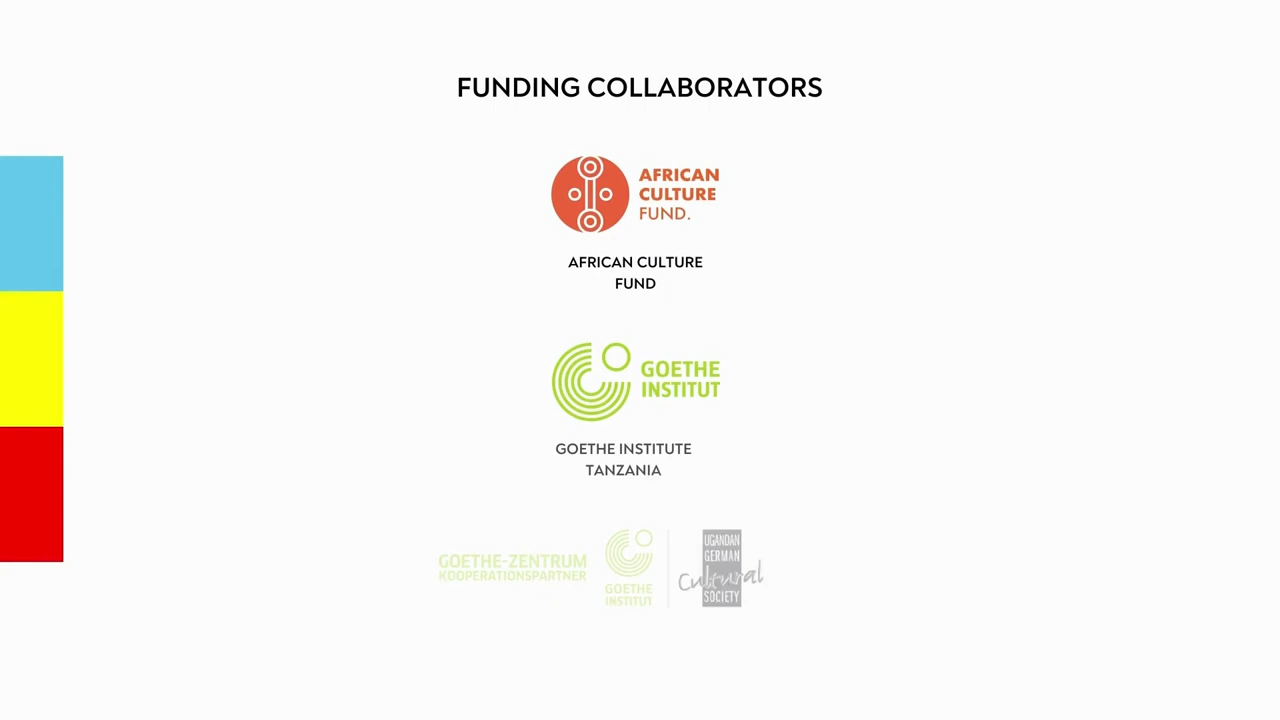 FUNDING COLLABORATORS
AFRICAN
CULTURE
FUND.
AFRICAN CULTURE
FUND
GOETHE
INSTITUT
GOETHE INSTITUTE
TANZANIA
GOETHE-ZENTRUM
KOOPERATIONSPARTNER
GOETHE
INSTITUT
UGANDAN
GERMAN
Cultural
SOCIETY